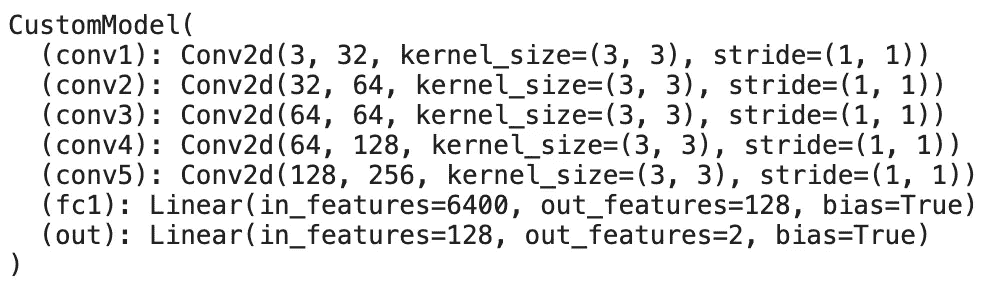 CustomModel(
  (conv1): Conv2d(3, 32, kernel_size=(3, 3), stride=(1, 1))
  (conv2): Conv2d(32, 64, kernel_size=(3, 3), stride=(1, 1))
  (conv3): Conv2d(64, 64, kernel_size=(3, 3), stride=(1, 1))
  (conv4): Conv2d(64, 128, kernel_size=(3, 3), stride=(1, 1))
  (conv5): Conv2d(128, 256, kernel_size=(3, 3), stride=(1, 1))
  (fc1): Linear(in_features=6400, out_features=128, bias=True)
  (out): Linear(in_features=128, out_features=2, bias=True)
)